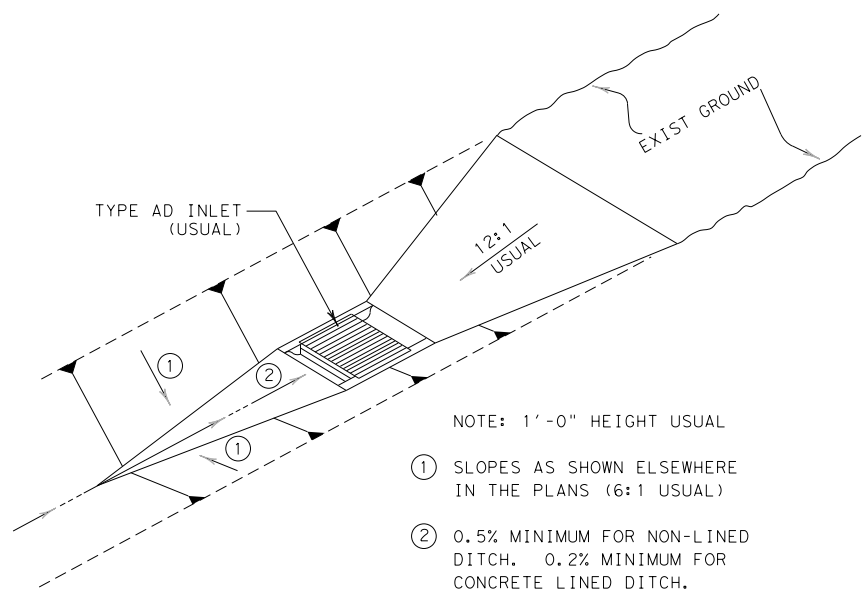 EXIST GROUND
TYPE AD INLET
(USUAL)
12:1
USUAL
1
2
1
NOTE: 1'-0" HEIGHT USUAL
1 SLOPES AS SHOWN ELSEWHERE
IN THE PLANS (6:1 USUAL)
2 0.5% MINIMUM FOR NON-LINED
DITCH. 0.2% MINIMUM FOR
CONCRETE LINED DITCH.